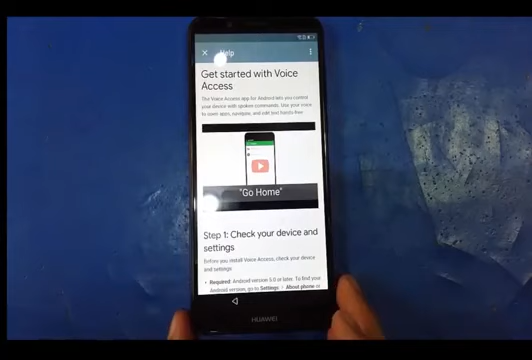 Help
Get started with Voice
Access
The Voice Access app for Android lets you control
your device with spoken commands. Use your voice
to open apps, navigate, and edit text hands-free.
"Go Home"
Step 1: Check your device and
settings
Before you install Voice Access, check your device
and settings:
• Required: Android version 5.0 or later. To find your
Android version, go to Settings > About phone or
HUAWEI